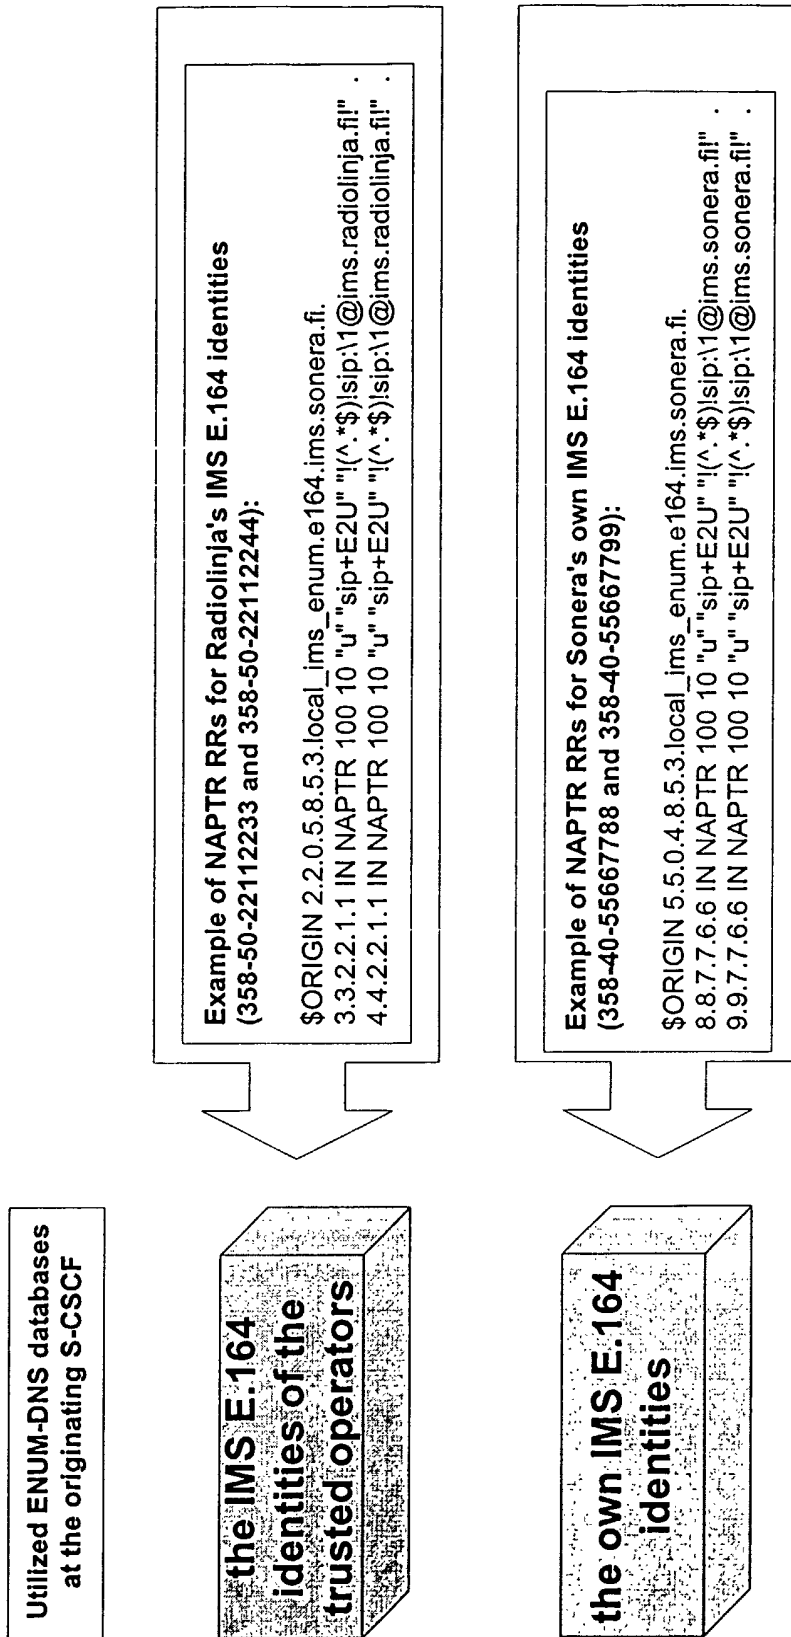 Utilized ENUM-DNS databases
at the originating S-CSCF
the IMS E.164
identities of the
trusted operators
Example of NAPTR RRs for Radiolinja's IMS E.164 identities
(358-50-22112233 and 358-50-22112244):
$ORIGIN 2.2.0.5.8.5.3.local_ims_enum.e164.ims.sonera.fi.
3.3.2.2.1.1 IN NAPTR 100 10 "u" "sip+E2U" "!(^.*$)!sip:\1@ims.radiolinja.fi!" .
4.4.2.2.1.1 IN NAPTR 100 10 "u" "sip+E2U" "!(^.*$)!sip:\1@ims.radiolinja.fi!" .
the own IMS E.164
identities
Example of NAPTR RRs for Sonera's own IMS E.164 identities
(358-40-55667788 and 358-40-55667799):
$ORIGIN 5.5.0.4.8.5.3.local_ims_enum.e164.ims.sonera.fi.
8.8.7.7.6.6 IN NAPTR 100 10 "u" "sip+E2U" "!(^.*$)!sip:\1@ims.sonera.fi!" .
9.9.7.7.6.6 IN NAPTR 100 10 "u" "sip+E2U" "!(^.*$)!sip:\1@ims.sonera.fi!" .